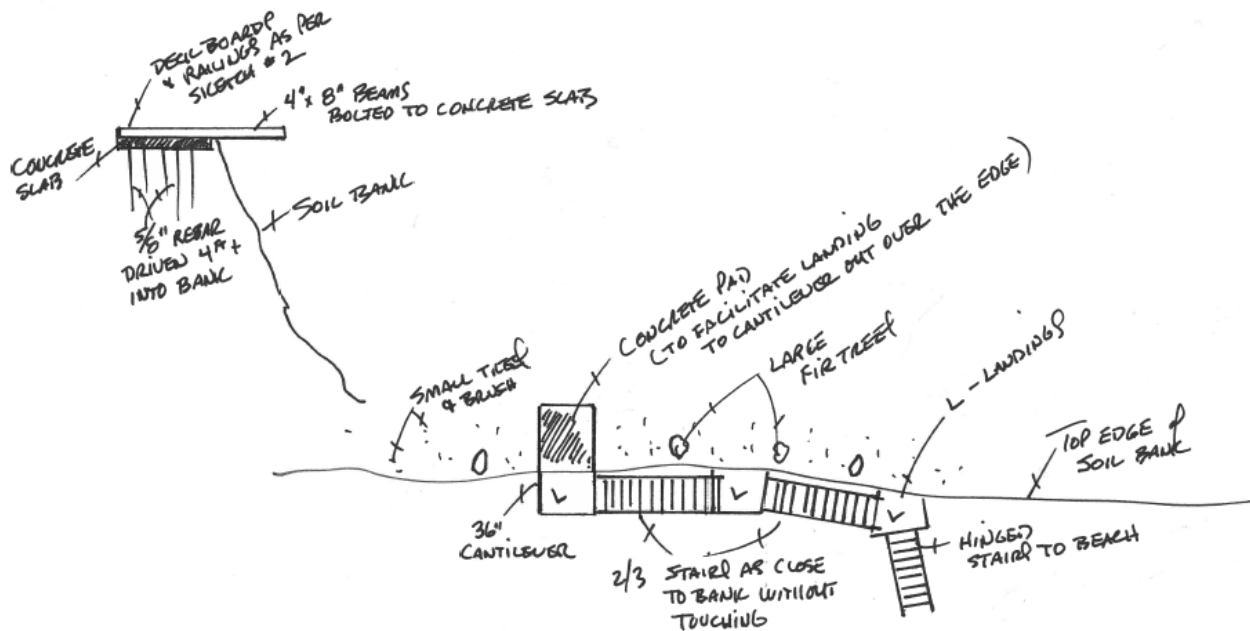 DECK BOARDS
& RAILINGS AS PER
SKETCH #2
4" x 8" BEAMS
BOLTED TO CONCRETE SLAB
CONCRETE
SLAB
SOIL BANK
5/8" REBAR
DRIVEN 4FT+
INTO BANK
CONCRETE PAD
(TO FACILITATE LANDING
TO CANTILEVER OUT OVER THE EDGE)
SMALL TREES
& BRUSH
LARGE
FIR TREES
L - LANDINGS
TOP EDGE of
SOIL BANK
L
L
L
36"
CANTILEVER
2/3 STAIRS AS CLOSE
TO BANK WITHOUT
TOUCHING
HINGED
STAIRS TO BEACH